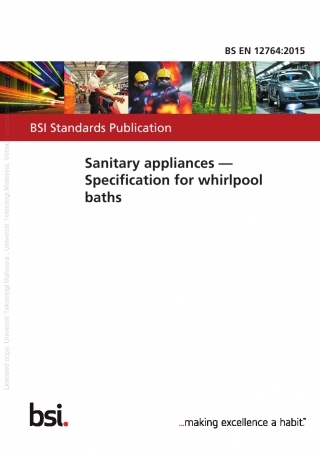 BS EN 12764:2015
BSI Standards Publication
Sanitary appliances —
Specification for whirlpool
baths
Licensed copy: Universiti Teknologi Malaysia, Universiti Teknologi Malaysia, Version
bsi.
...making excellence a habit.™